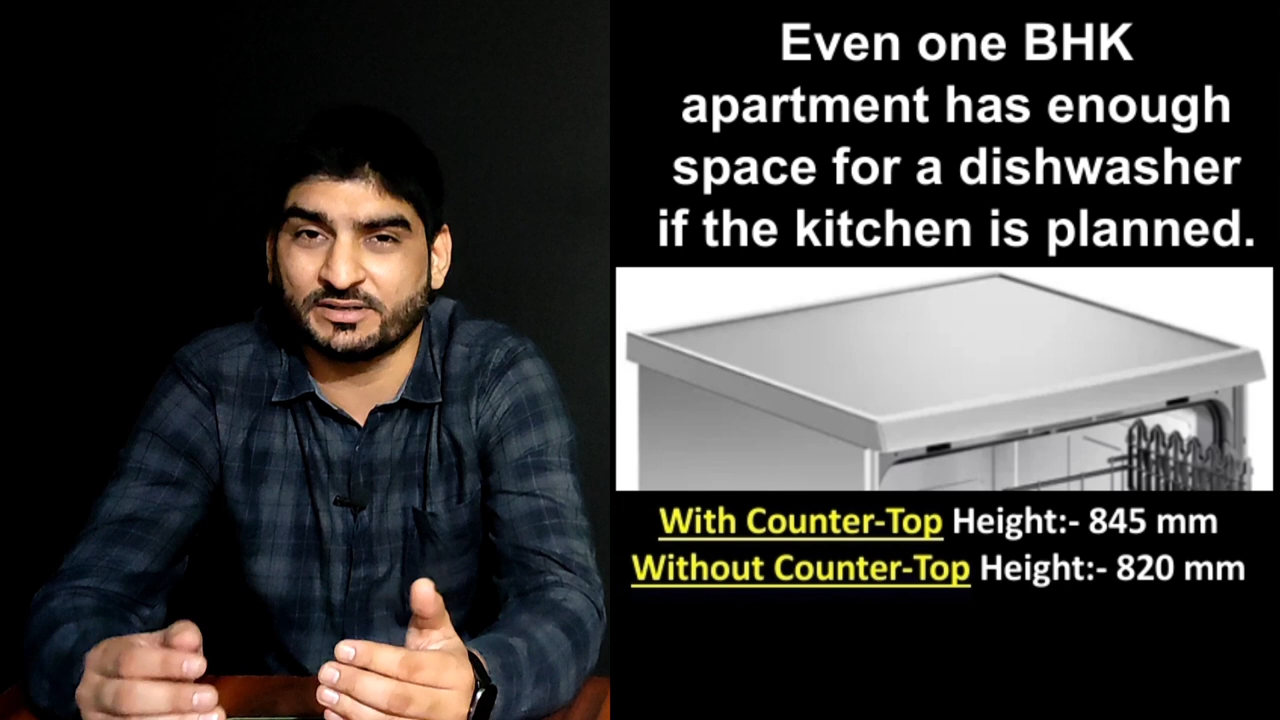 Even one BHK
apartment has enough
space for a dishwasher
if the kitchen is planned.
With Counter-Top Height:- 845 mm
Without Counter-Top Height:- 820 mm